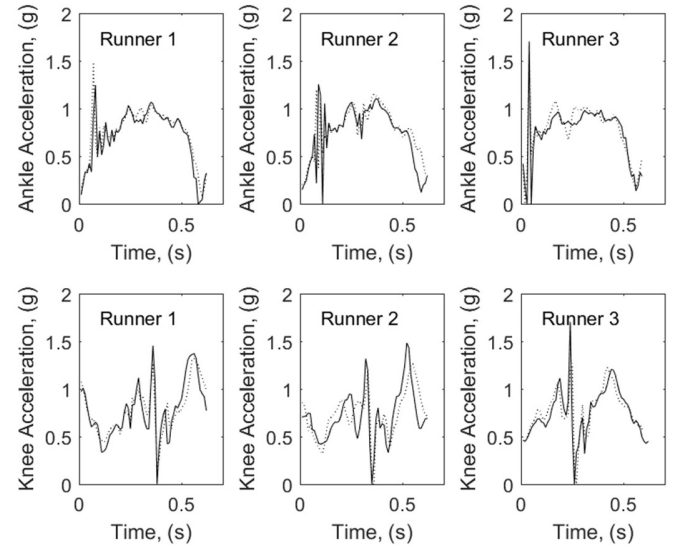 2
1.5
1
0.5
0
Ankle Acceleration, (g)
Runner 1
0
0.5
Time, (s)
2
1.5
1
0.5
0
Ankle Acceleration, (g)
Runner 2
0
0.5
Time, (s)
2
1.5
1
0.5
0
Ankle Acceleration, (g)
Runner 3
0
0.5
Time, (s)
2
1.5
1
0.5
0
Knee Acceleration, (g)
Runner 1
0
0.5
Time, (s)
2
1.5
1
0.5
0
Knee Acceleration, (g)
Runner 2
0
0.5
Time, (s)
2
1.5
1
0.5
0
Knee Acceleration, (g)
Runner 3
0
0.5
Time, (s)